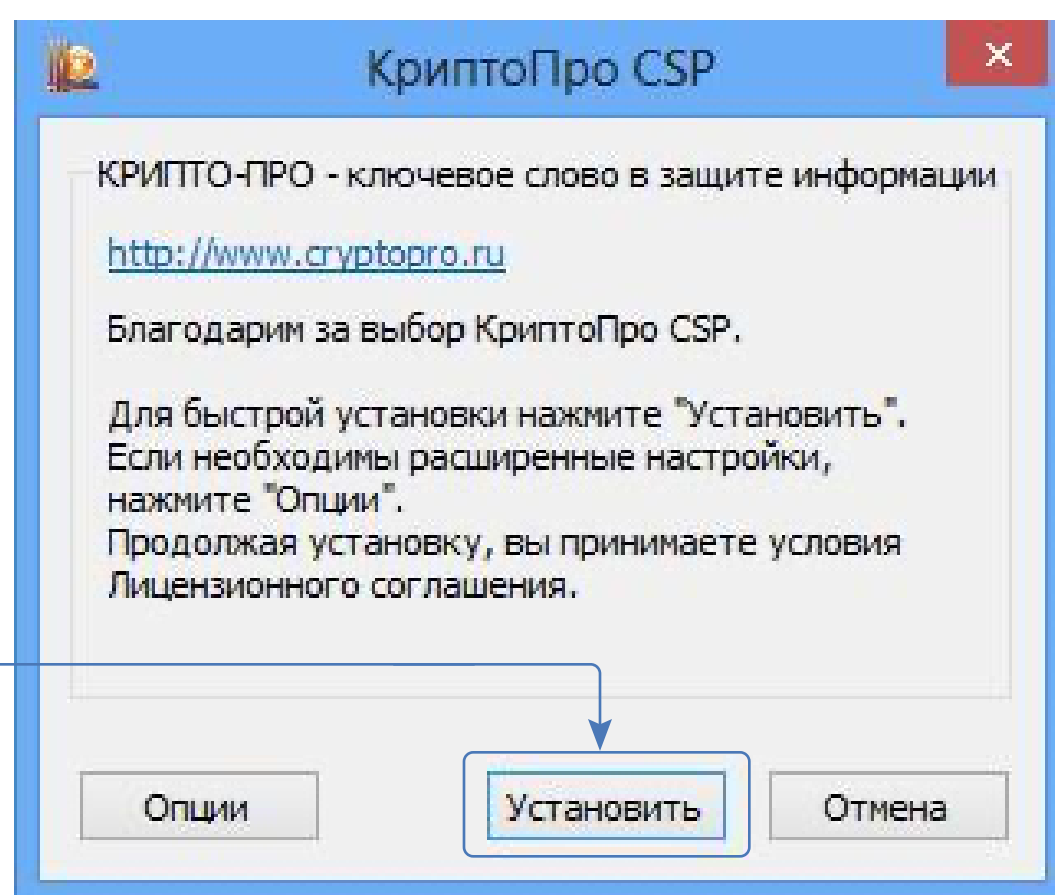 КриптоПро CSP
КРИПТО-ПРО - ключевое слово в защите информации
http://www.cryptopro.ru
Благодарим за выбор КриптоПро CSP.
Для быстрой установки нажмите "Установить".
Если необходимы расширенные настройки,
нажмите "Опции".
Продолжая установку, вы принимаете условия
Лицензионного соглашения.
Опции Установить Отмена